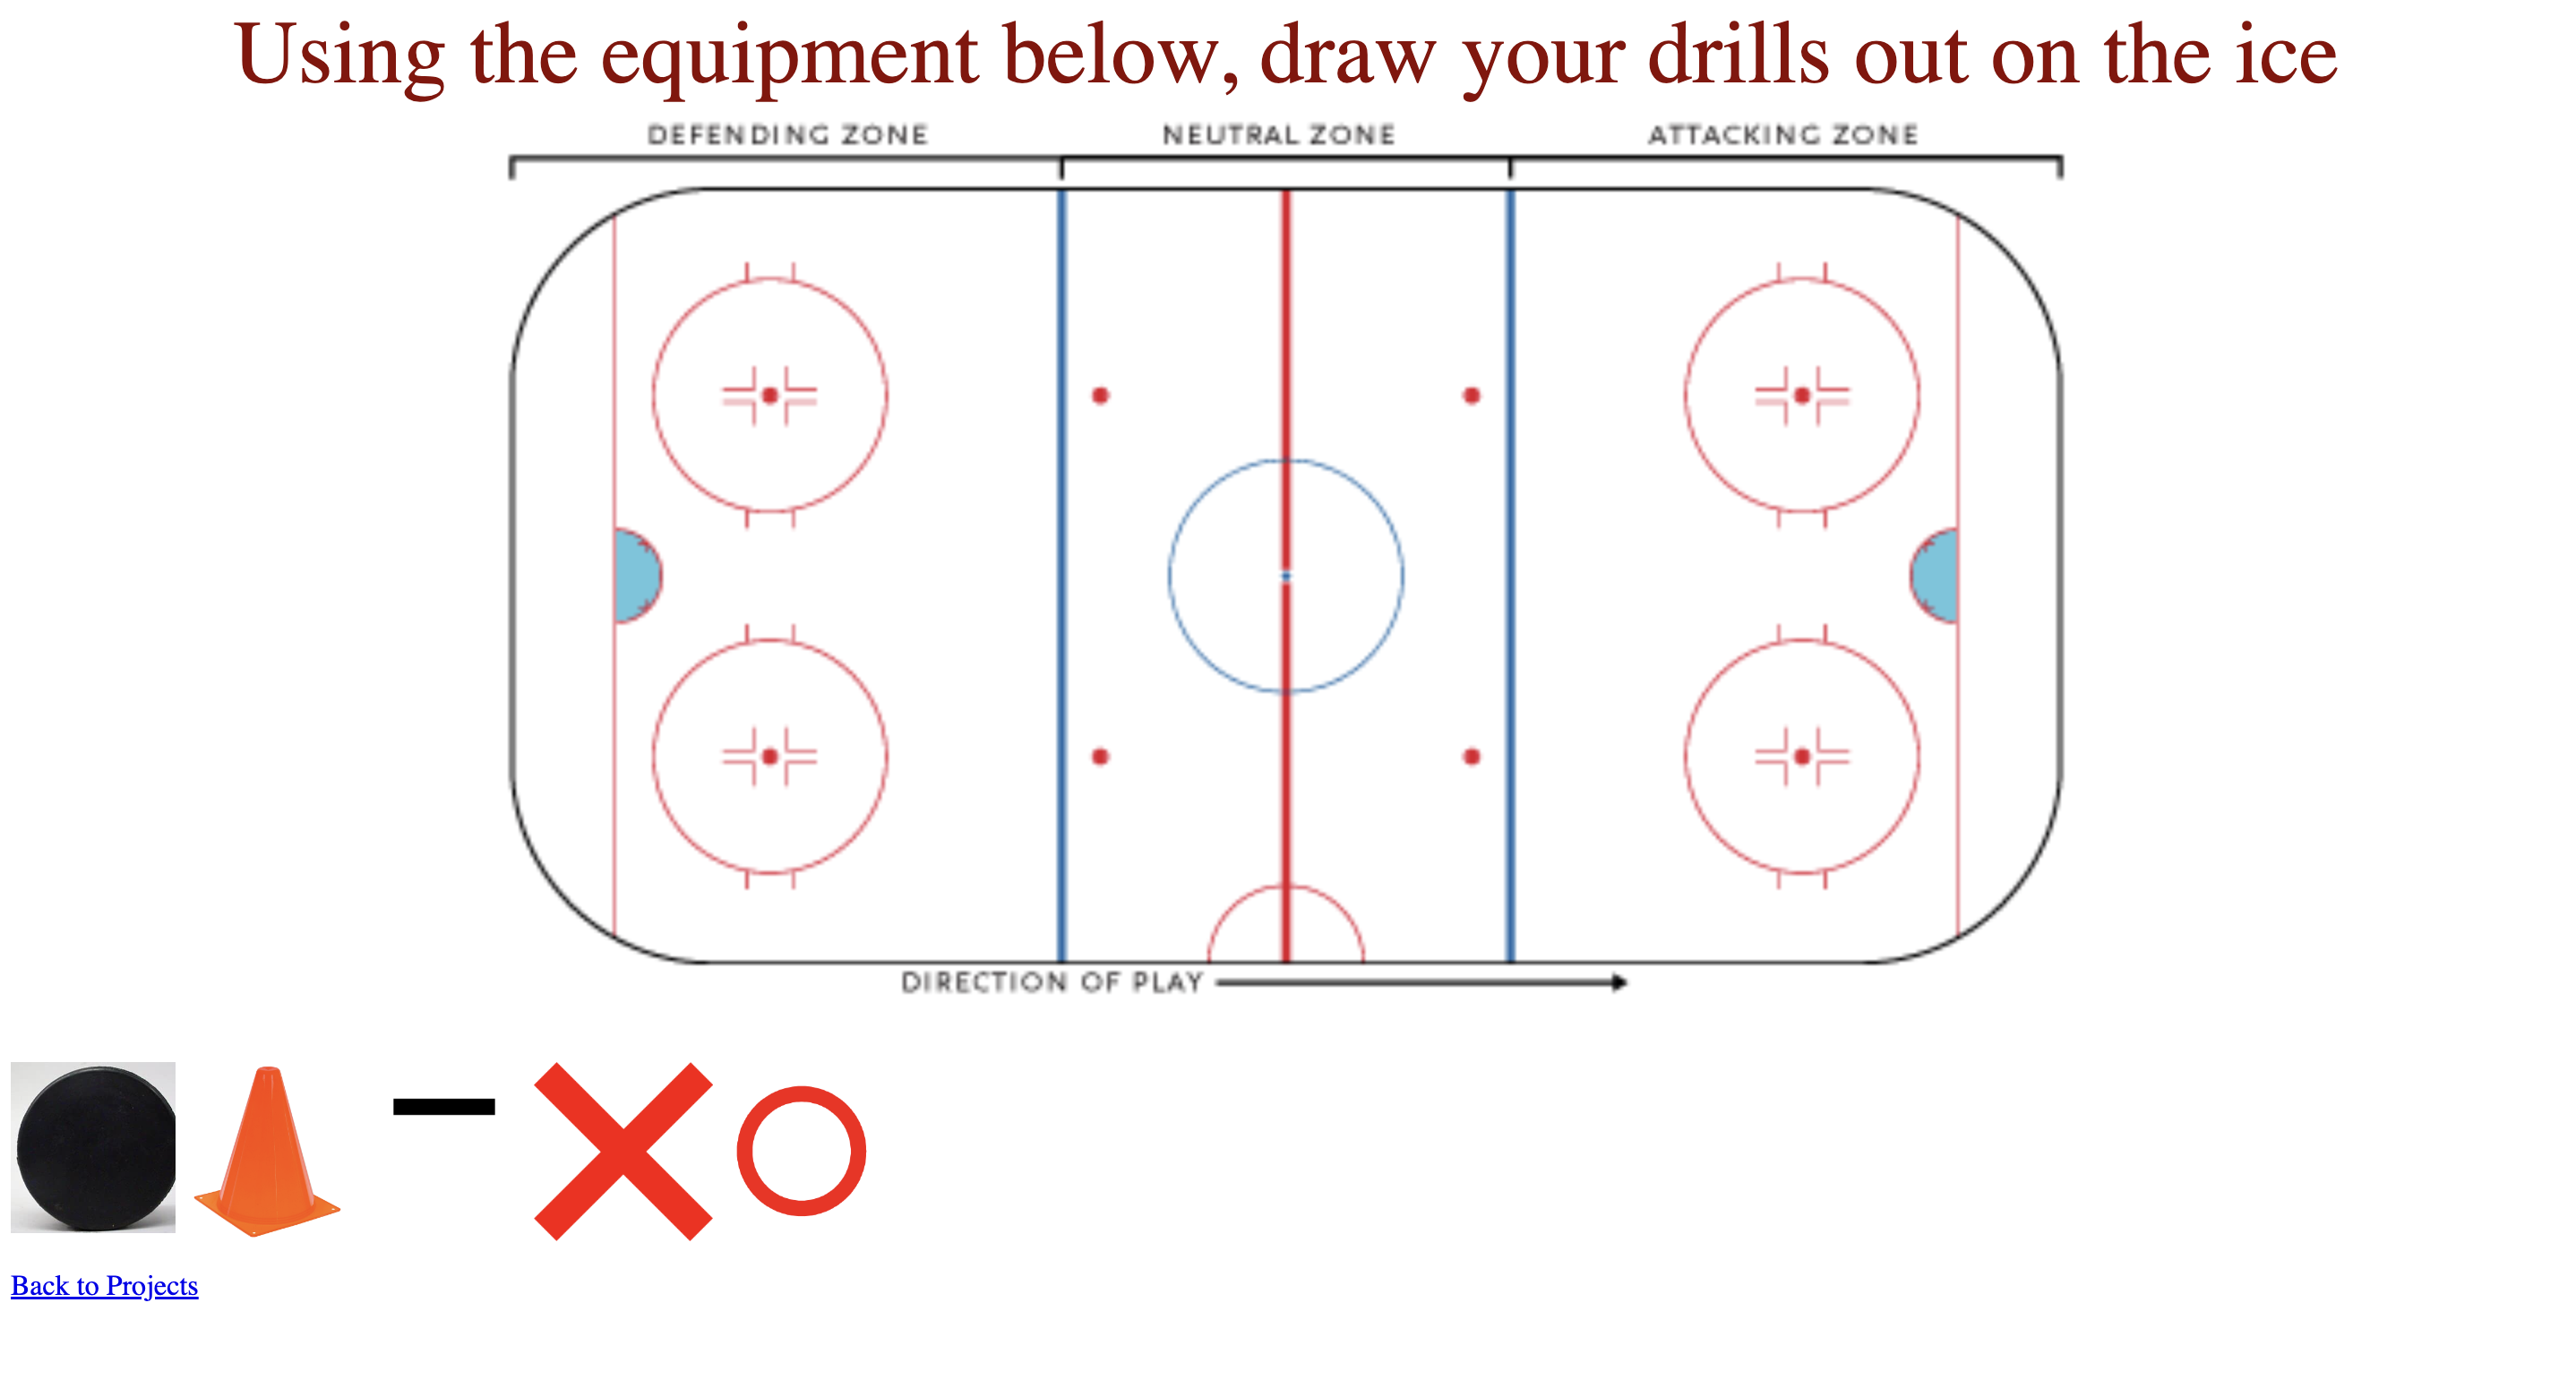 Using the equipment below, draw your drills out on the ice
DEFENDING ZONE
NEUTRAL ZONE
ATTACKING ZONE
DIRECTION OF PLAY
Back to Projects